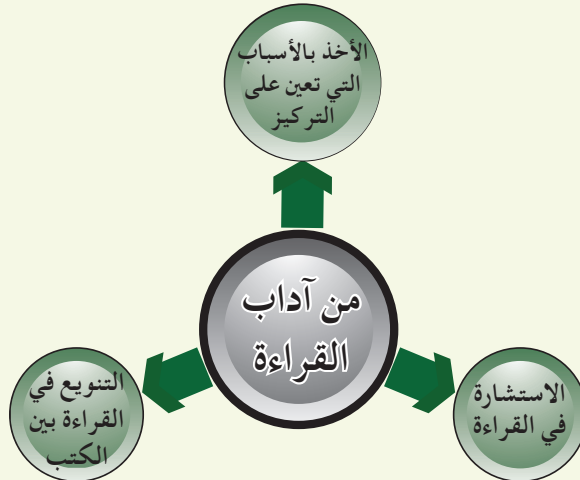 الأخذ بالأسباب
التي تعين على
التركيز
من آداب
القراءة
الاستشارة
في القراءة
التنويع في
القراءة بين
الكتب